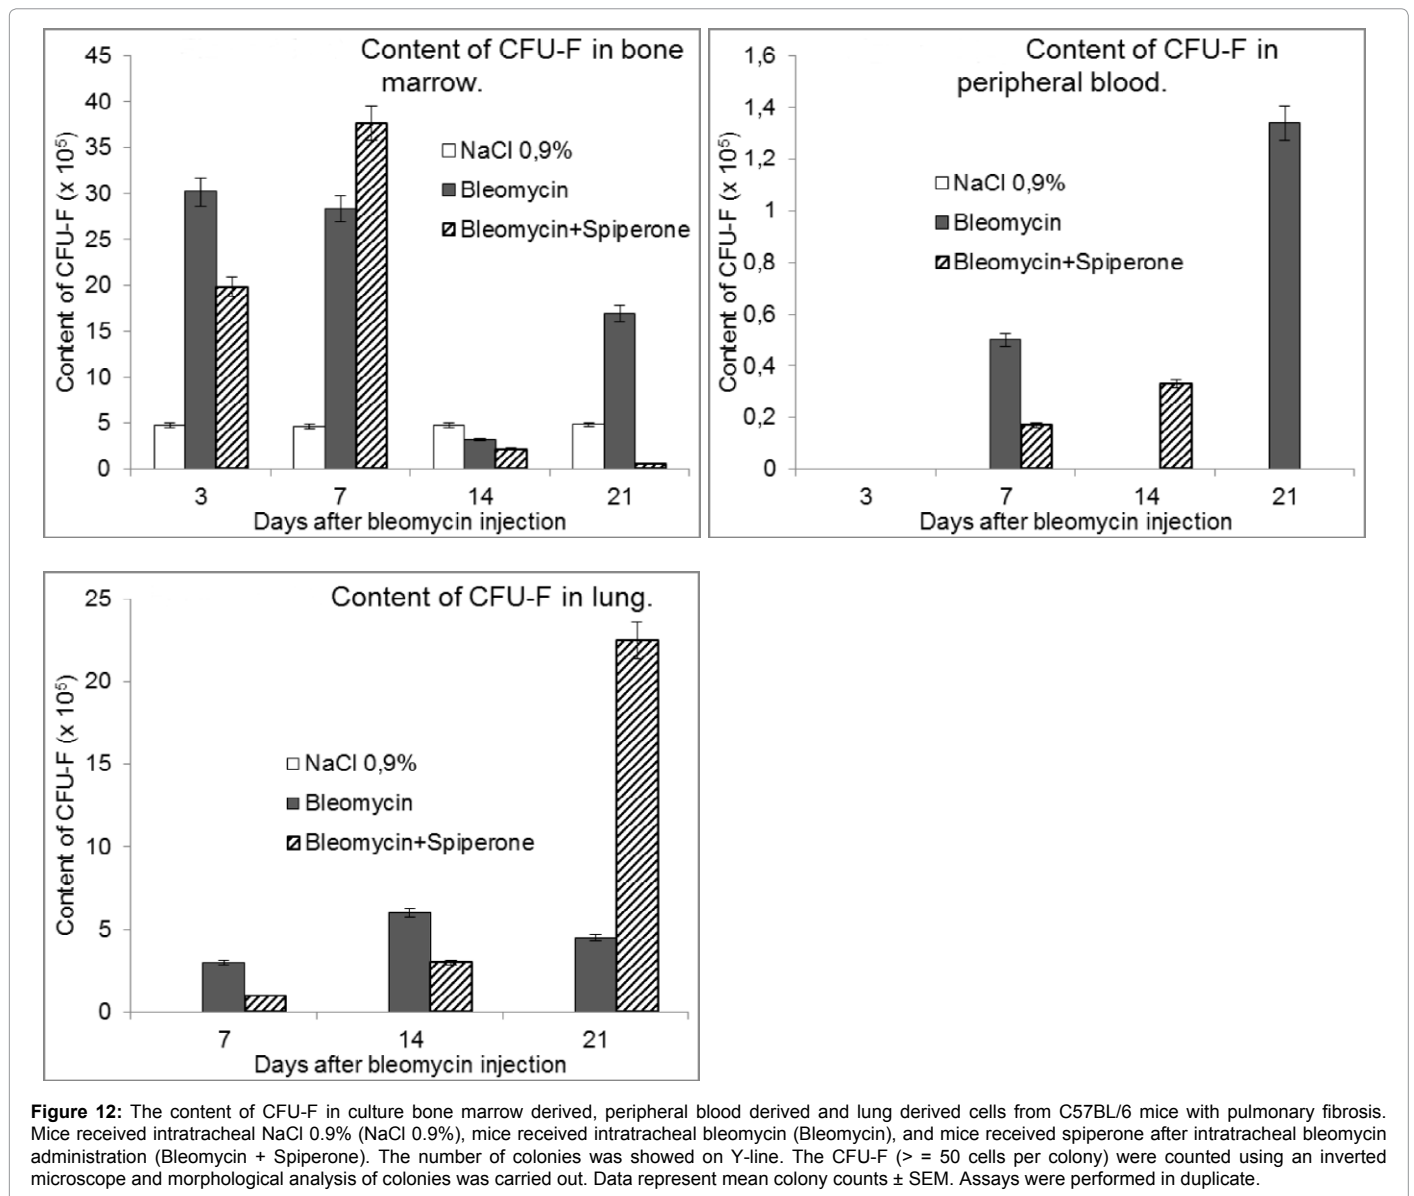 Content of CFU-F in bone
marrow.
Content of CFU-F (x 10⁵)
45
40
35
30
25
20
15
10
5
0
NaCl 0,9%
Bleomycin
Bleomycin+Spiperone
3 7 14 21
Days after bleomycin injection
Content of CFU-F in
peripheral blood.
Content of CFU-F (x 10⁵)
1,6
1,4
1,2
1
0,8
0,6
0,4
0,2
0
NaCl 0,9%
Bleomycin
Bleomycin+Spiperone
3 7 14 21
Days after bleomycin injection
Content of CFU-F in lung.
Content of CFU-F (x 10⁵)
25
20
15
10
5
0
NaCl 0,9%
Bleomycin
Bleomycin+Spiperone
7 14 21
Days after bleomycin injection
Figure 12: The content of CFU-F in culture bone marrow derived, peripheral blood derived and lung derived cells from C57BL/6 mice with pulmonary fibrosis.
Mice received intratracheal NaCl 0.9% (NaCl 0.9%), mice received intratracheal bleomycin (Bleomycin), and mice received spiperone after intratracheal bleomycin
administration (Bleomycin + Spiperone). The number of colonies was showed on Y-line. The CFU-F (> = 50 cells per colony) were counted using an inverted
microscope and morphological analysis of colonies was carried out. Data represent mean colony counts ± SEM. Assays were performed in duplicate.